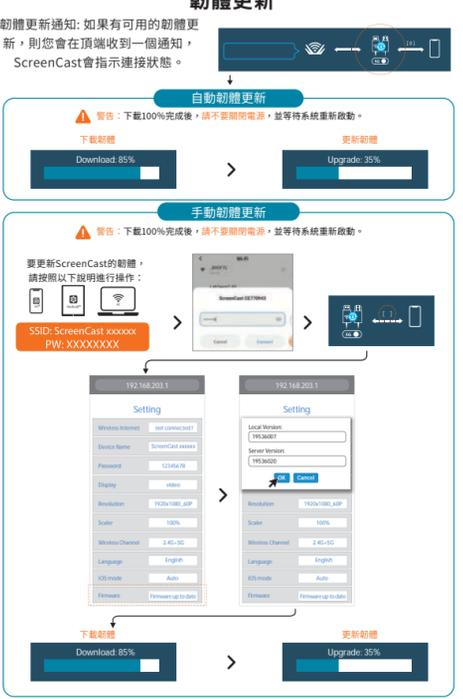 韌體更新
韌體更新通知: 如果有可用的韌體更
新，則您會在頂端收到一個通知，
ScreenCast會指示連接狀態。
5G
自動韌體更新
警告：下載100%完成後，請不要關閉電源，並等待系統重新啟動。
下載韌體
更新韌體
Download: 85%
Upgrade: 35%
手動韌體更新
警告：下載100%完成後，請不要關閉電源，並等待系統重新啟動。
要更新ScreenCast的韌體，
請按照以下說明進行操作：
SSID: ScreenCast xxxxxx
PW: XXXXXXXX
Wi-Fi
Cancel
Connect
5G
192.168.203.1
Setting
Wireless Internet
not connected?
Device Name
ScreenCast xxxxxx
Password
12345678
Display
video
Resolution
1920x1080_60P
Scaler
100%
Wireless Channel
2.4G+5G
Language
English
iOS mode
Auto
Firmware
Firmware up to date
192.168.203.1
Setting
Local Version:
19536001
Server Version:
19536020
OK
Cancel
Resolution
1920x1080_60P
Scaler
100%
Wireless Channel
2.4G+5G
Language
English
iOS mode
Auto
Firmware
Firmware up to date
下載韌體
更新韌體
Download: 85%
Upgrade: 35%